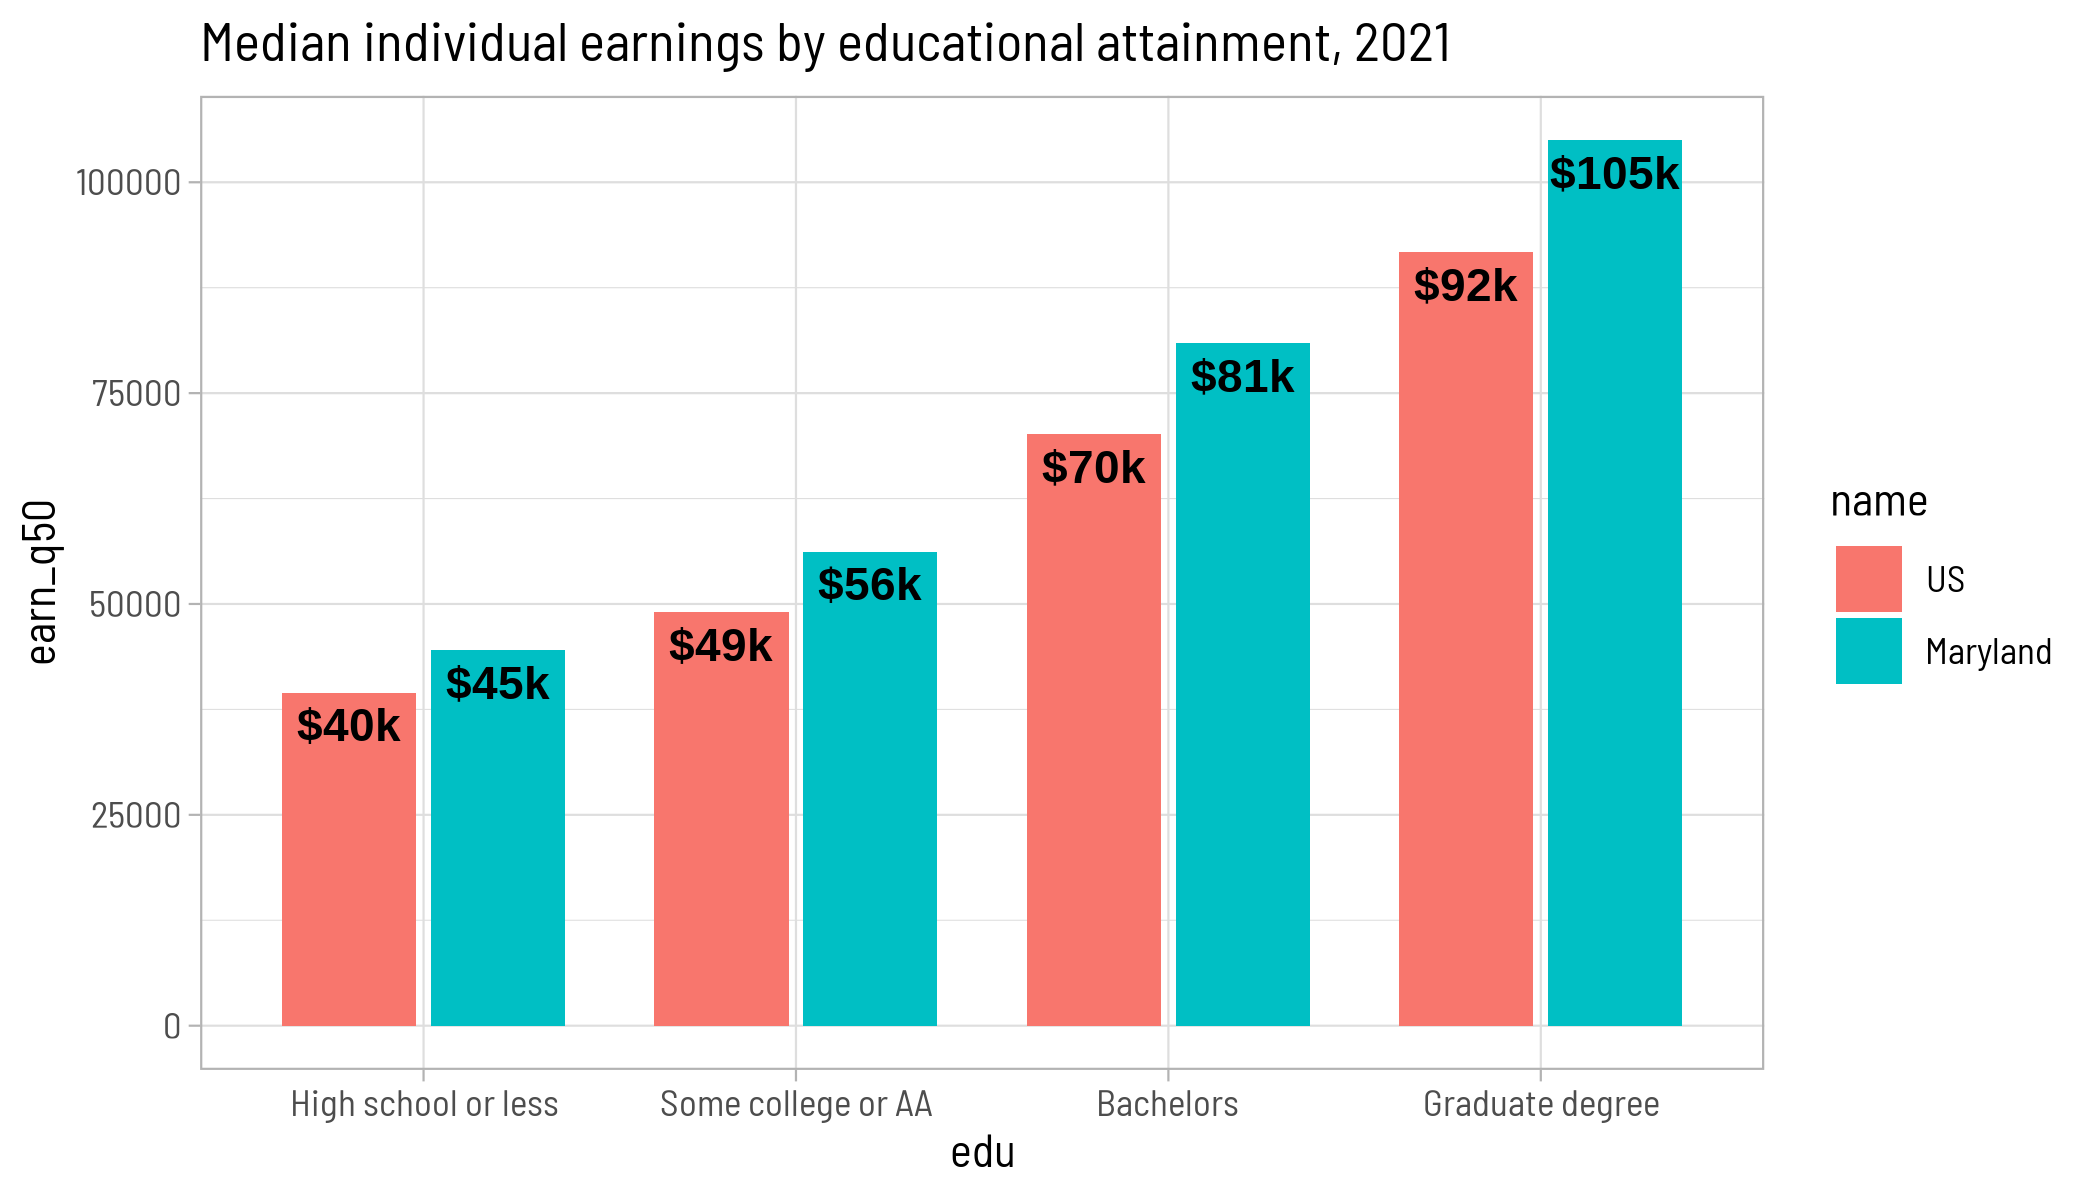 Median individual earnings by educational attainment, 2021
earn_q50
100000
75000
50000
25000
0
$40k
$45k
$49k
$56k
$70k
$81k
$92k
$105k
High school or less
Some college or AA
Bachelors
Graduate degree
edu
name
US
Maryland